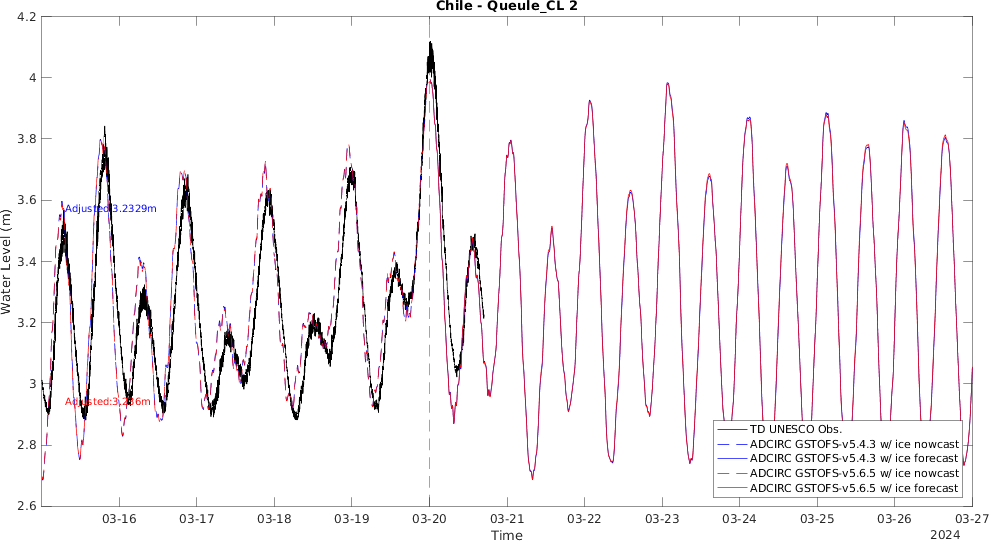 Chile - Queule_CL 2
4.2
4
3.8
3.6
3.4
3.2
3
2.8
2.6
Water Level (m)
Adjusted:3.2329m
Adjusted:3.236m
TD UNESCO Obs.
ADCIRC GSTOFS-v5.4.3 w/ ice nowcast
ADCIRC GSTOFS-v5.4.3 w/ ice forecast
ADCIRC GSTOFS-v5.6.5 w/ ice nowcast
ADCIRC GSTOFS-v5.6.5 w/ ice forecast
03-16 03-17 03-18 03-19 03-20 03-21 03-22 03-23 03-24 03-25 03-26 03-27
Time
2024